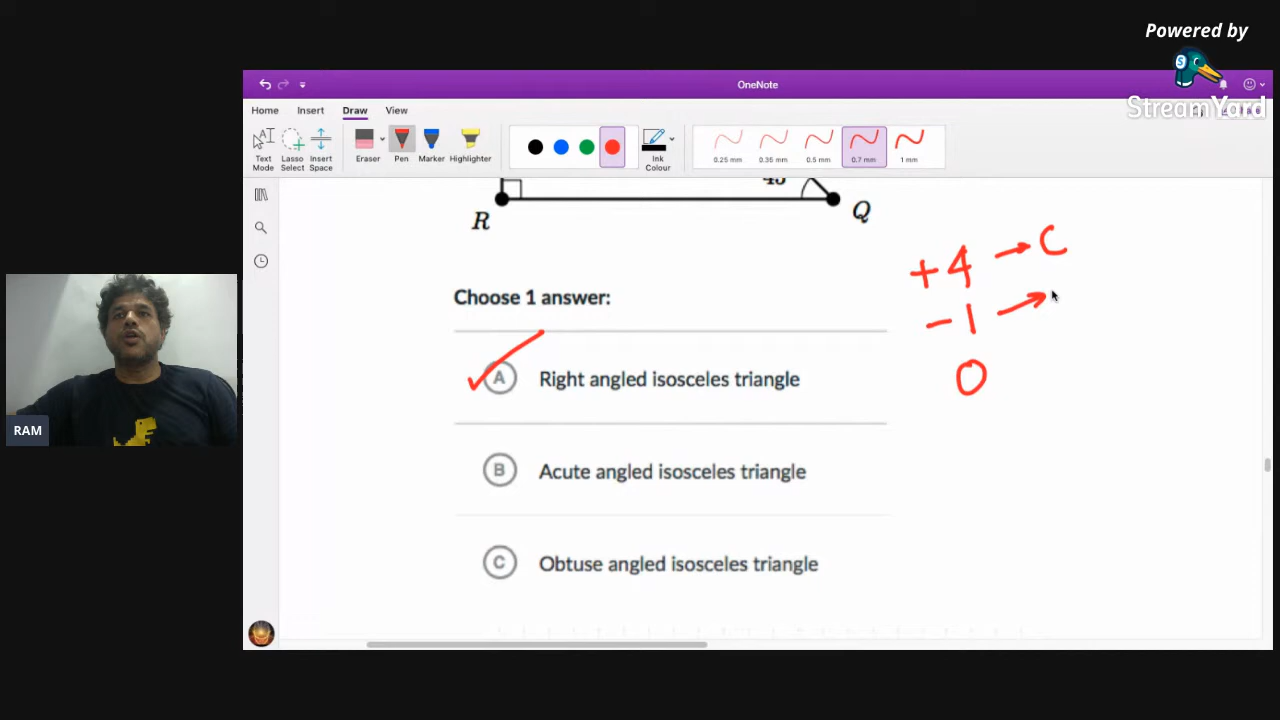 Powered by
StreamYard
OneNote
Home Insert Draw View
Text Mode
Lasso Select
Insert Space
Eraser
Pen
Marker
Highlighter
Ink Colour
0.25 mm
0.35 mm
0.5 mm
0.7 mm
1 mm
45
R
Q
+4 → C
Choose 1 answer:
-1 →
A Right angled isosceles triangle
0
RAM
B Acute angled isosceles triangle
C Obtuse angled isosceles triangle